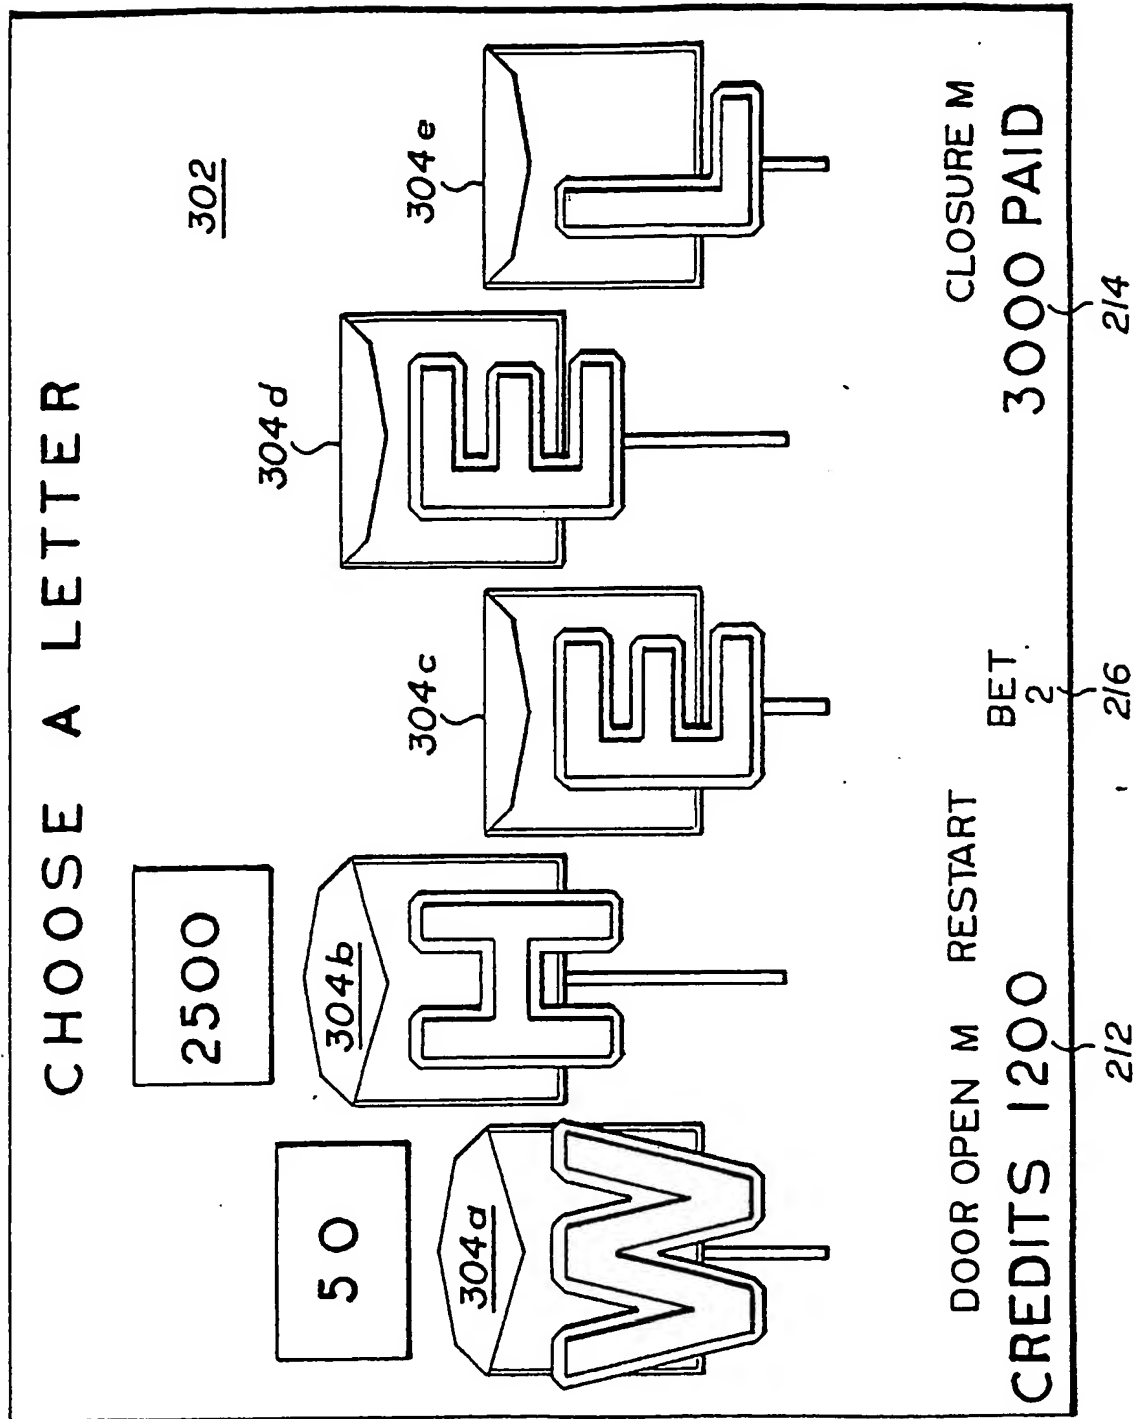 CHOOSE A LETTER
302
2500
50
304d
304b
304c
304e
304a
W H E E L
DOOR OPEN M RESTART
BET
CLOSURE M
CREDITS 1200
2
3000 PAID
212
216
214